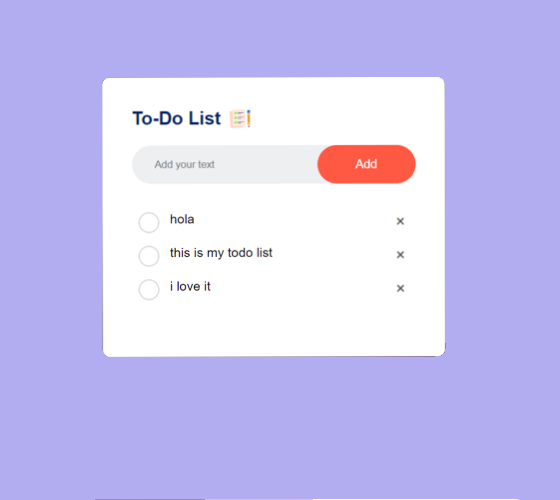 To-Do List
Add your text
Add
hola
this is my todo list
i love it